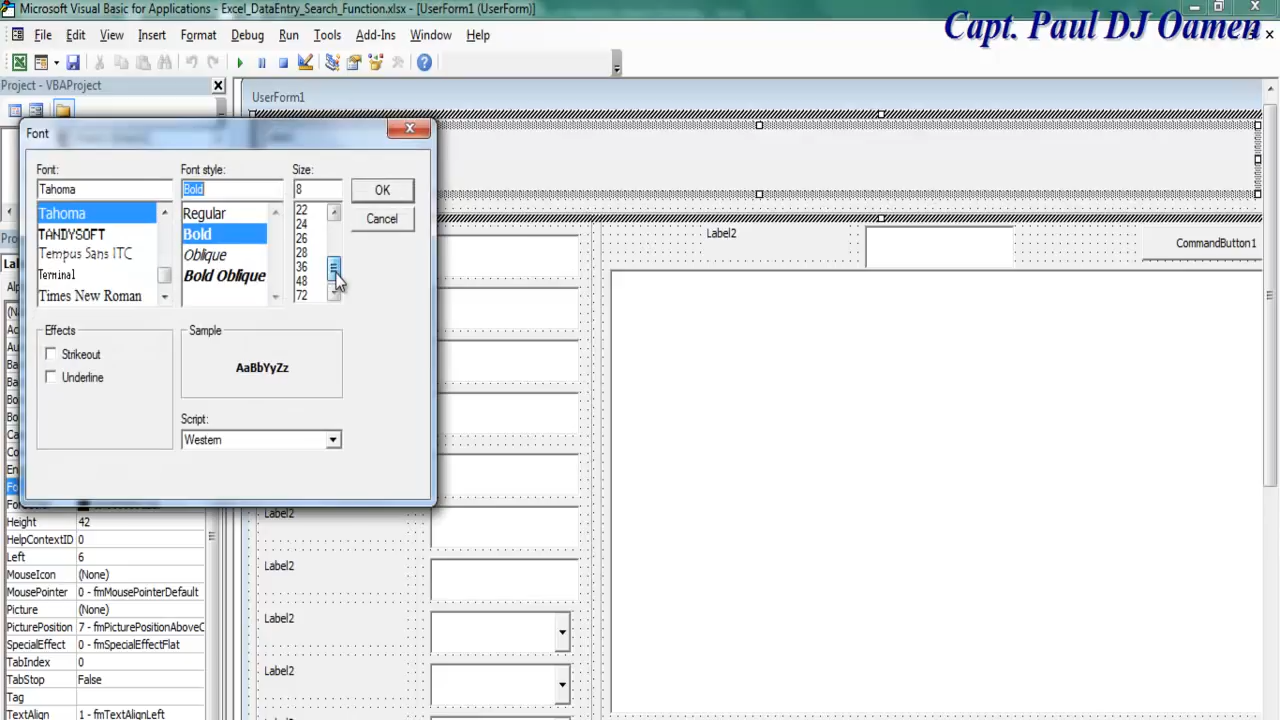 Microsoft Visual Basic for Applications - Excel_DataEntry_Search_Function.xlsx - [UserForm1 (UserForm)]
Capt. Paul DJ Oamen
File Edit View Insert Format Debug Run Tools Add-Ins Window Help
Project - VBAProject
UserForm1
Font
Font: Font style: Size:
Tahoma Bold 8 OK
Cancel
Tahoma Regular 22
TANDYSOFT Bold 24
Tempus Sans ITC Oblique 26
Terminal Bold Oblique 28
Times New Roman 36
48
72
Effects Sample
Strikeout
Underline
AaBbYyZz
Script:
Western
Label2 CommandButton1
Height 42
HelpContextID 0
Left 6
MouseIcon (None)
MousePointer 0 - fmMousePointerDefault
Picture (None)
PicturePosition 7 - fmPicturePositionAboveC
SpecialEffect 0 - fmSpecialEffectFlat
TabIndex 0
TabStop False
Tag
TextAlign 1 - fmTextAlignLeft
Label2
Label2
Label2
Label2